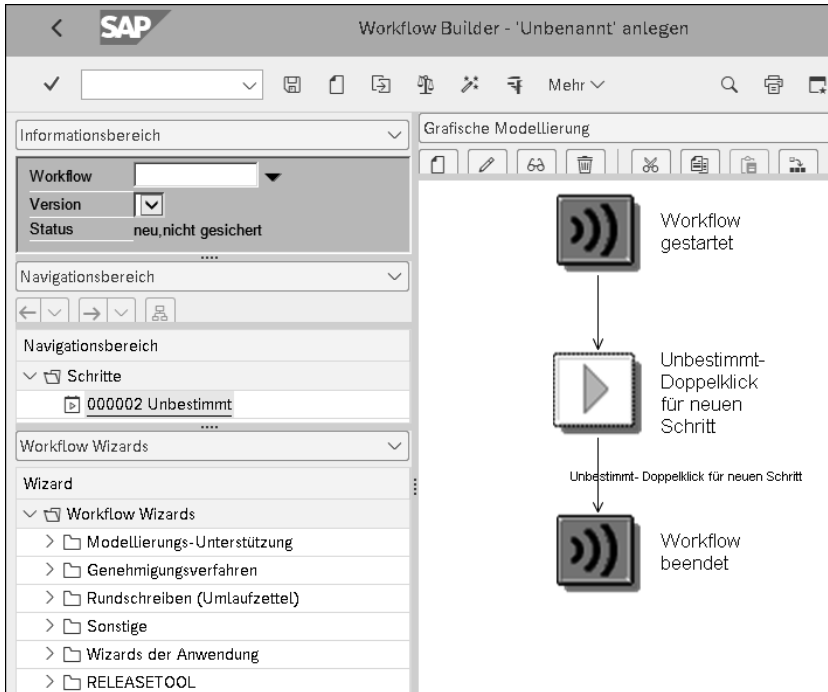 SAP
Workflow Builder - 'Unbenannt' anlegen
Mehr
Informationsbereich
Workflow
Version
Status neu,nicht gesichert
Navigationsbereich
Navigationsbereich
Schritte
000002 Unbestimmt
Workflow Wizards
Wizard
Workflow Wizards
Modellierungs-Unterstützung
Genehmigungsverfahren
Rundschreiben (Umlaufzettel)
Sonstige
Wizards der Anwendung
RELEASETOOL
Grafische Modellierung
Workflow
gestartet
Unbestimmt-
Doppelklick
für neuen
Schritt
Unbestimmt- Doppelklick für neuen Schritt
Workflow
beendet